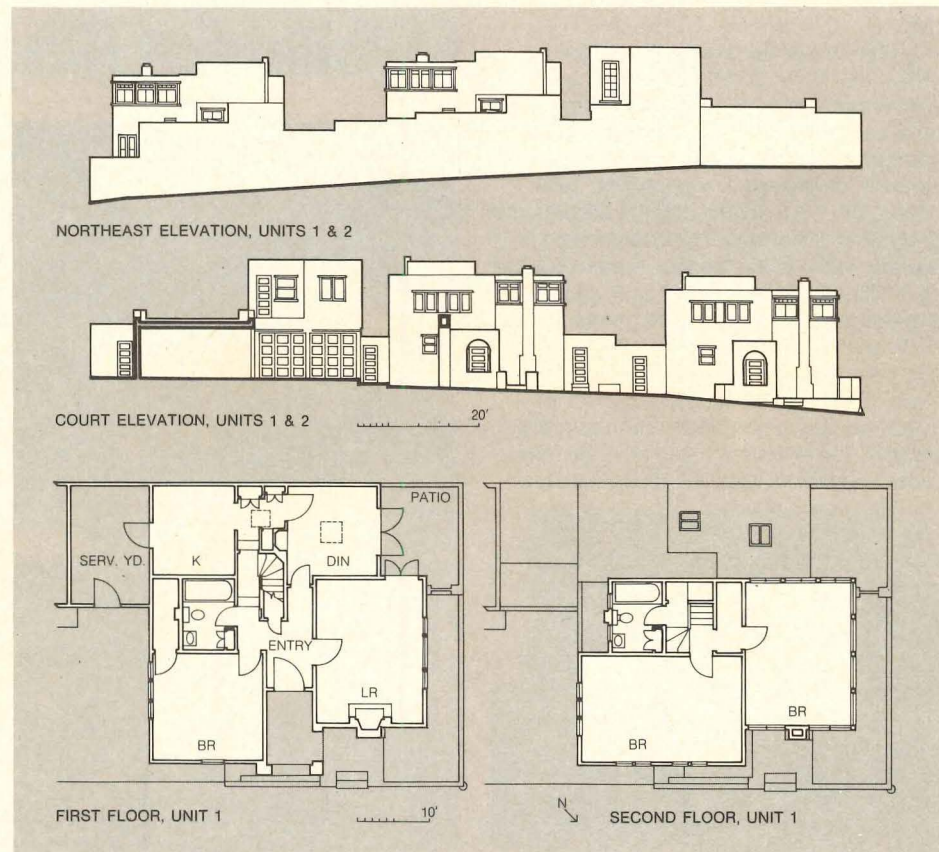 NORTHEAST ELEVATION, UNITS 1 & 2
COURT ELEVATION, UNITS 1 & 2
20'
PATIO
SERV. YD.
K
DIN
ENTRY
LR
BR
BR
BR
FIRST FLOOR, UNIT 1
10'
N
SECOND FLOOR, UNIT 1